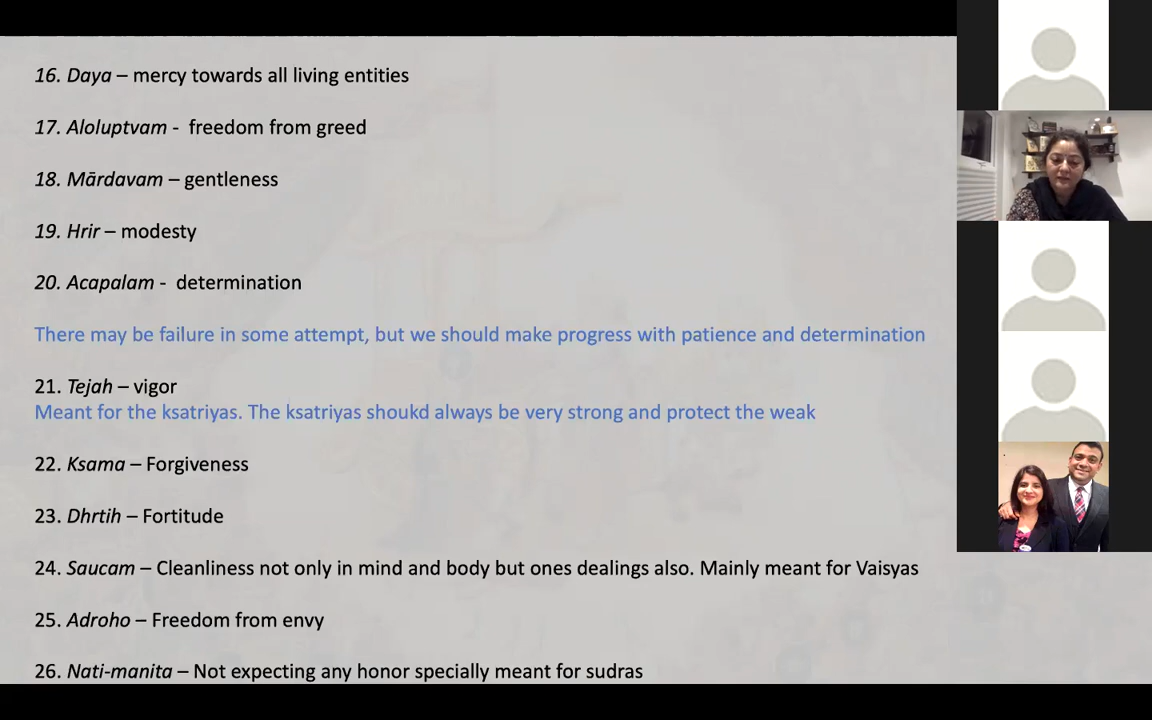 16. Daya – mercy towards all living entities
17. Aloluptvam - freedom from greed
18. Mārdavam – gentleness
19. Hrir – modesty
20. Acapalam - determination
There may be failure in some attempt, but we should make progress with patience and determination
21. Tejah – vigor
Meant for the ksatriyas. The ksatriyas shoukd always be very strong and protect the weak
22. Ksama – Forgiveness
23. Dhrtih – Fortitude
24. Saucam – Cleanliness not only in mind and body but ones dealings also. Mainly meant for Vaisyas
25. Adroho – Freedom from envy
26. Nati-manita – Not expecting any honor specially meant for sudras